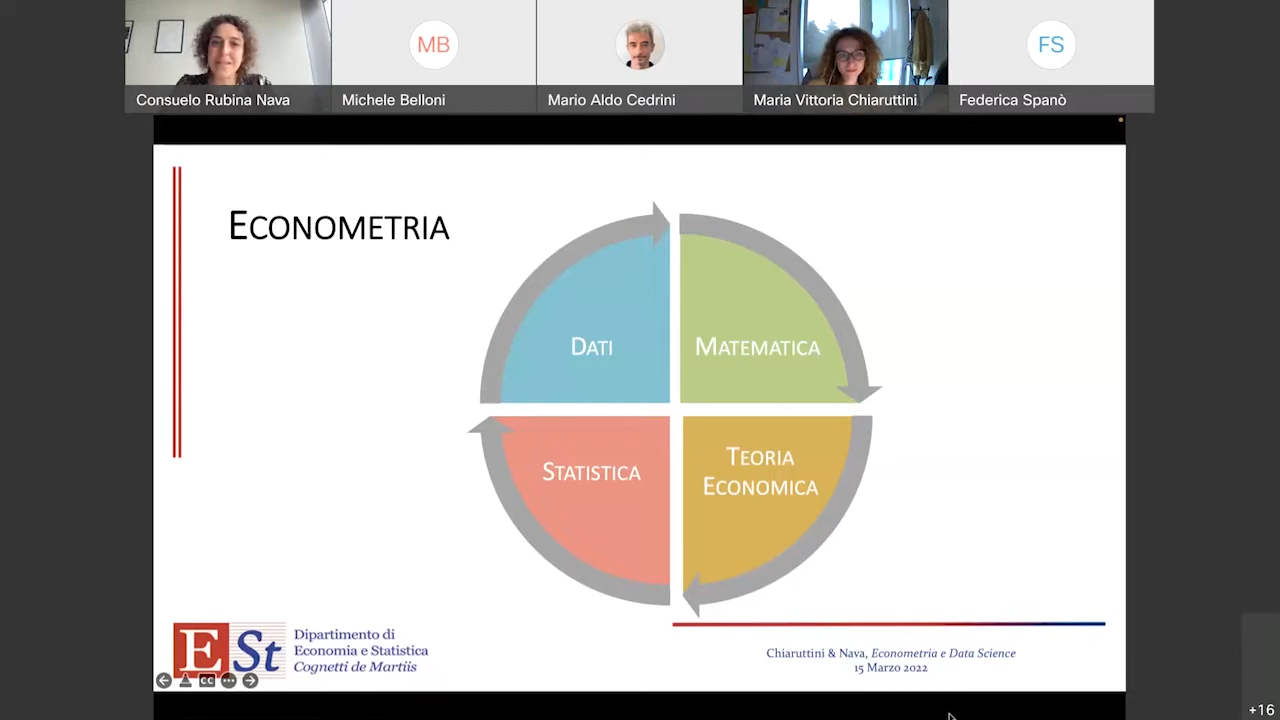 MB
FS
Consuelo Rubina Nava
Michele Belloni
Mario Aldo Cedrini
Maria Vittoria Chiaruttini
Federica Spanò
ECONOMETRIA
DATI
MATEMATICA
STATISTICA
TEORIA
ECONOMICA
ESt
Dipartimento di
Economia e Statistica
Cognetti de Martiis
CC
Chiaruttini & Nava, Econometria e Data Science
15 Marzo 2022
+16